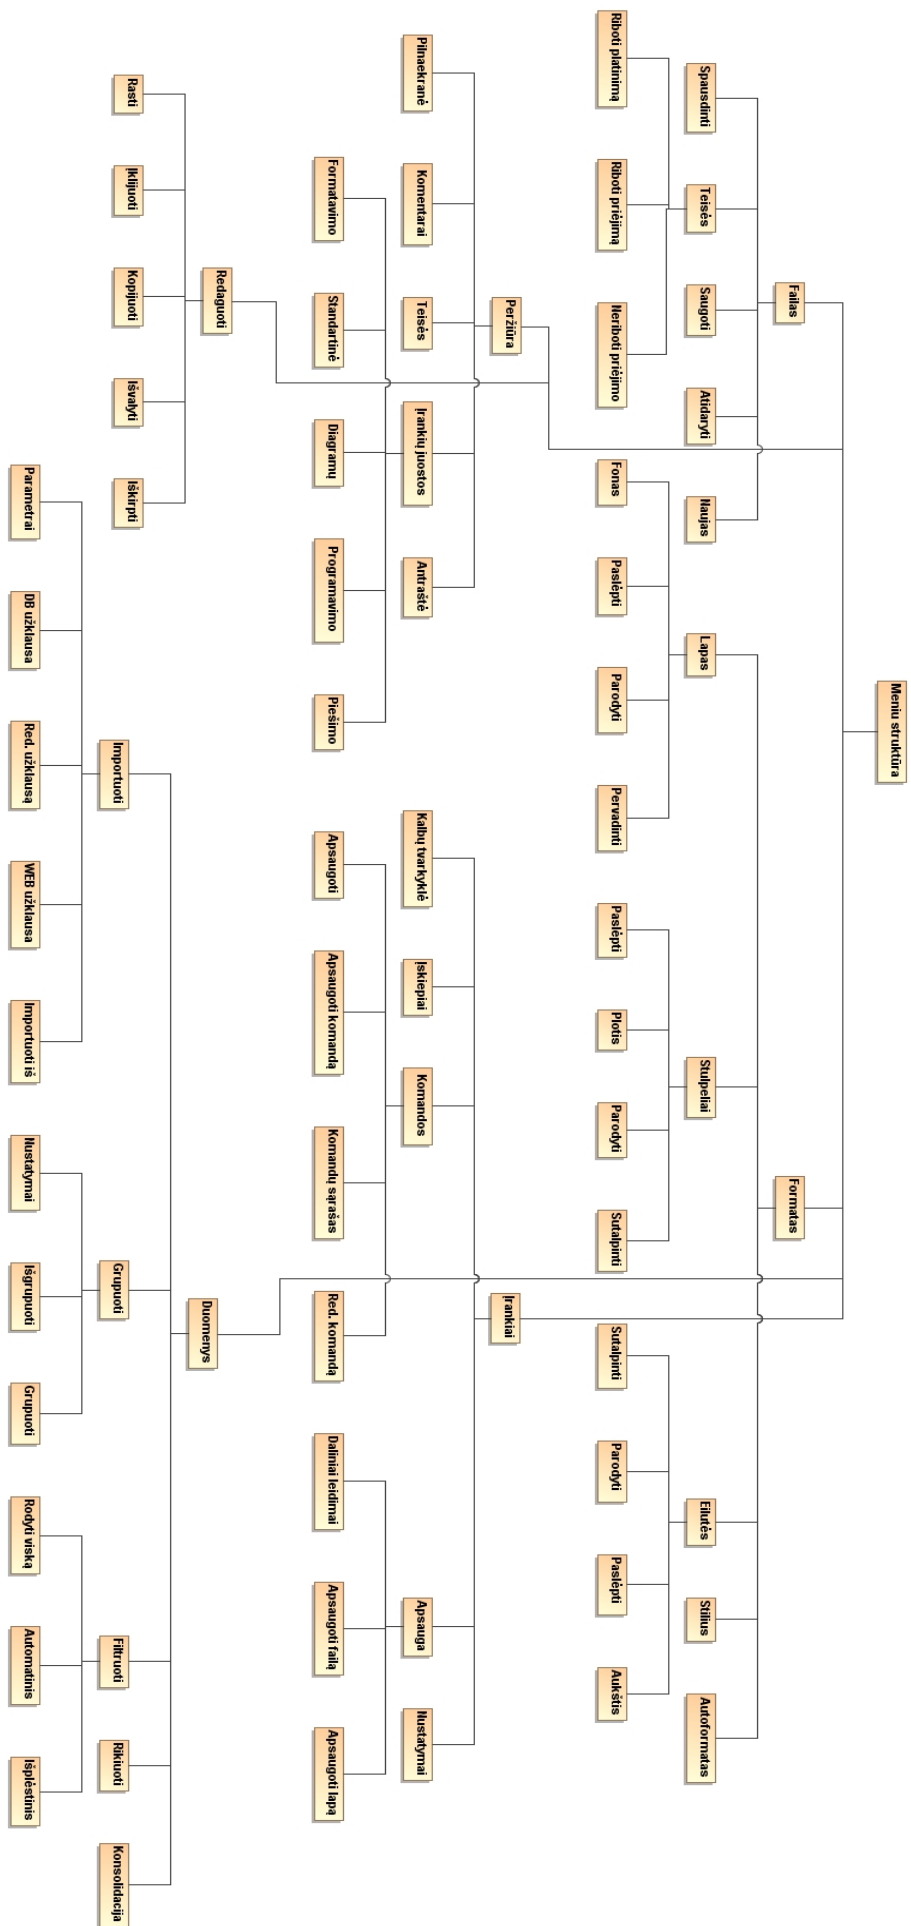 Meniu struktūra
Failas
Formatas
Spausdinti
Teisės
Saugoti
Atidaryti
Naujas
Lapas
Stulpeliai
Eilutės
Stilius
Autoformatas
Riboti platinimą
Riboti priėjimą
Neriboti priėjimo
Fonas
Paslėpti
Parodyti
Pervadinti
Paslėpti
Plotis
Parodyti
Sutalpinti
Sutalpinti
Parodyti
Paslėpti
Aukštis
Peržiūra
Įrankiai
Pilnaekranė
Komentarai
Teisės
Įrankių juostos
Antraštė
Kalbų tvarkyklė
Įskiepiai
Komandos
Apsauga
Nustatymai
Formatavimo
Standartinė
Diagramų
Programavimo
Piešimo
Apsaugoti
Apsaugoti komandą
Komandų sąrašas
Red. komandą
Daliniai leidimai
Apsaugoti failą
Apsaugoti lapą
Redaguoti
Duomenys
Rasti
Įklijuoti
Kopijuoti
Išvalyti
Iškirpti
Importuoti
Grupuoti
Filtruoti
Rikiuoti
Konsolidacija
Parametrai
DB užklausa
Red. užklausą
WEB užklausa
Importuoti iš
Nustatymai
Išgrupuoti
Grupuoti
Rodyti viską
Automatinis
Išplėstinis